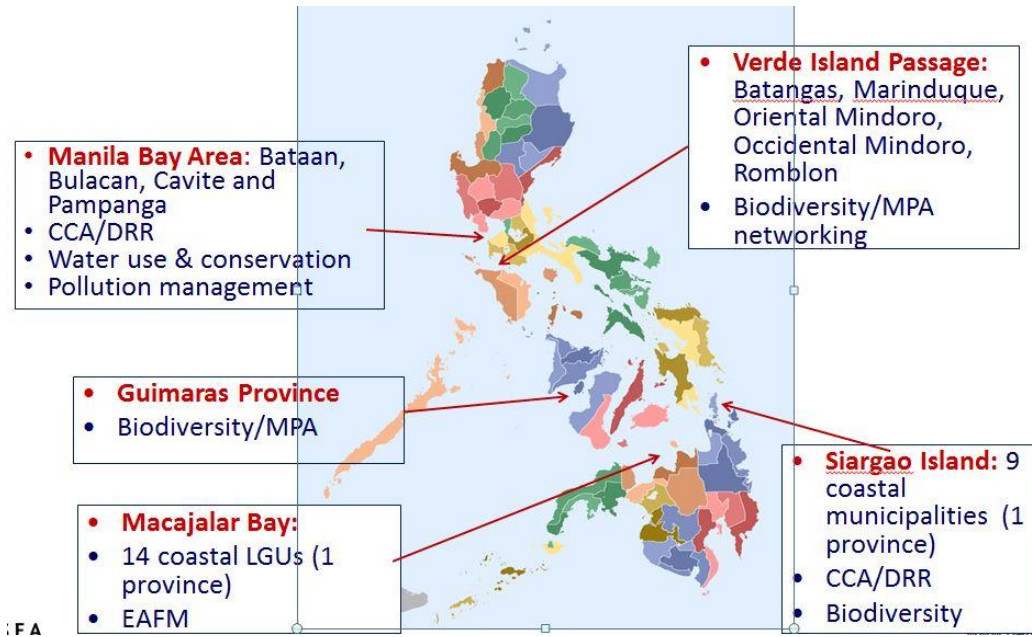 • Verde Island Passage:
Batangas, Marinduque,
Oriental Mindoro,
Occidental Mindoro,
Romblon
• Biodiversity/MPA
networking
• Manila Bay Area: Bataan,
Bulacan, Cavite and
Pampanga
• CCA/DRR
• Water use & conservation
• Pollution management
• Guimaras Province
• Biodiversity/MPA
• Siargao Island: 9
coastal
municipalities (1
province)
• CCA/DRR
• Biodiversity
• Macajalar Bay:
• 14 coastal LGUs (1
province)
• EAFM